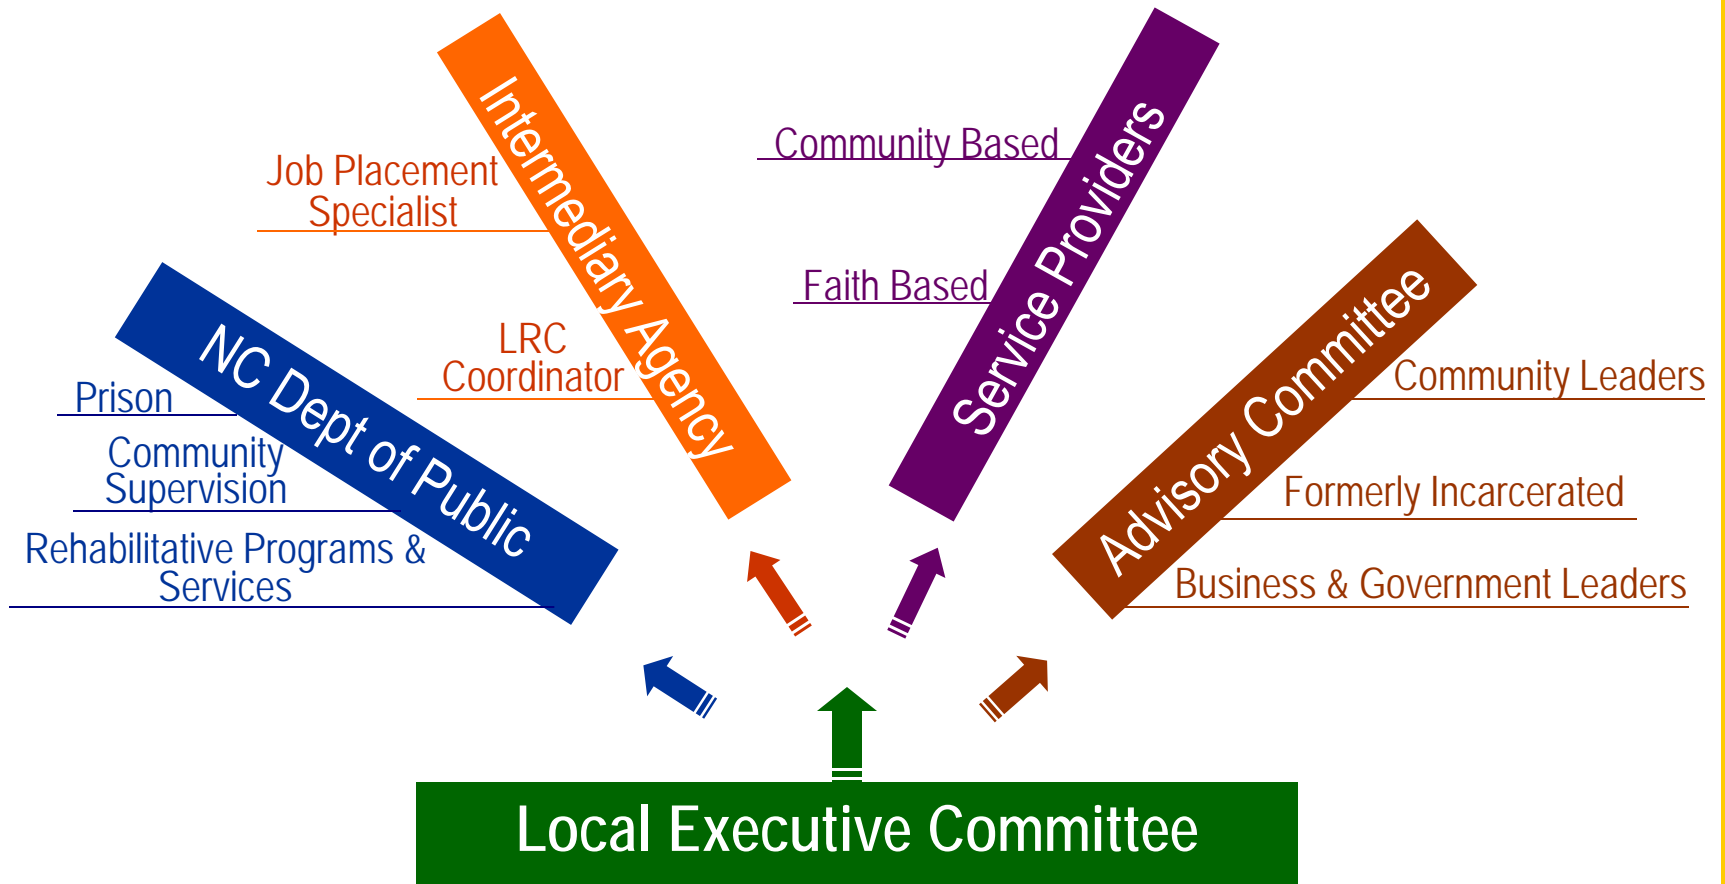 Intermediary Agency
Job Placement
Specialist
LRC
Coordinator
Service Providers
Community Based
Faith Based
NC Dept of Public
Prison
Community
Supervision
Rehabilitative Programs &
Services
Advisory Committee
Community Leaders
Formerly Incarcerated
Business & Government Leaders
Local Executive Committee